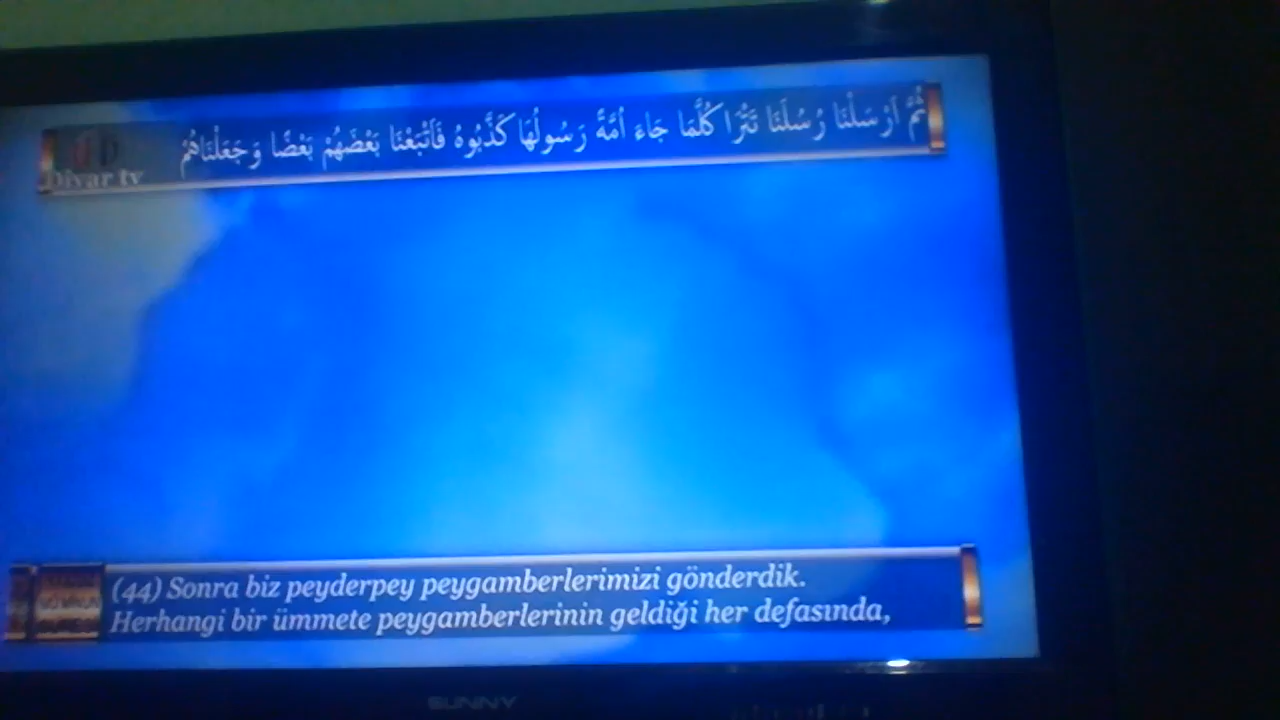 ثُمَّ اَرْسَلْنَا رُسُلَنَا تَتْرَا كُلَّمَا جَاءَ اُمَّةً رَسُولُهَا كَذَّبُوهُ فَاَتْبَعْنَا بَعْضَهُمْ بَعْضًا وَجَعَلْنَاهُمْ
Divar tv
(44) Sonra biz peyderpey peygamberlerimizi gönderdik.
Herhangi bir ümmete peygamberlerinin geldiği her defasında,
SUNNY